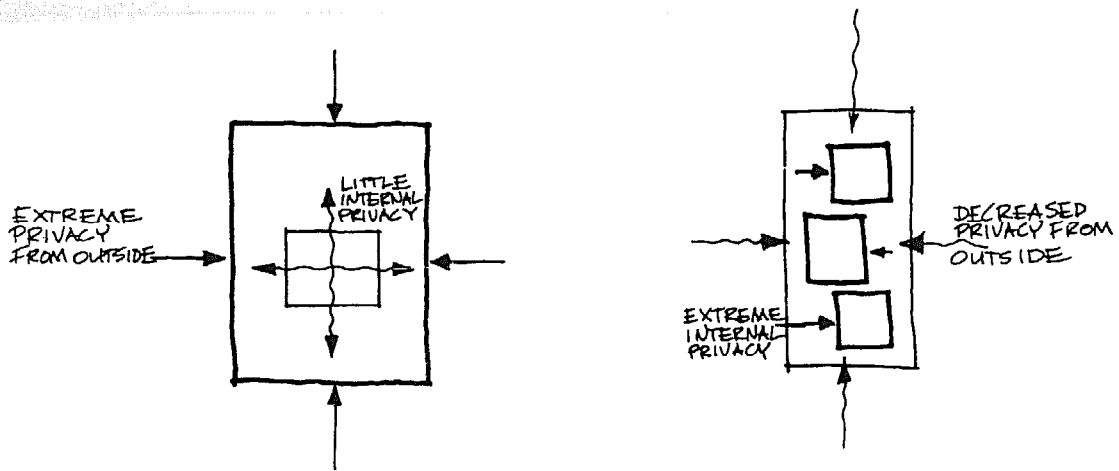 EXTREME
PRIVACY
FROM OUTSIDE
LITTLE
INTERNAL
PRIVACY
DECREASED
PRIVACY FROM
OUTSIDE
EXTREME
INTERNAL
PRIVACY